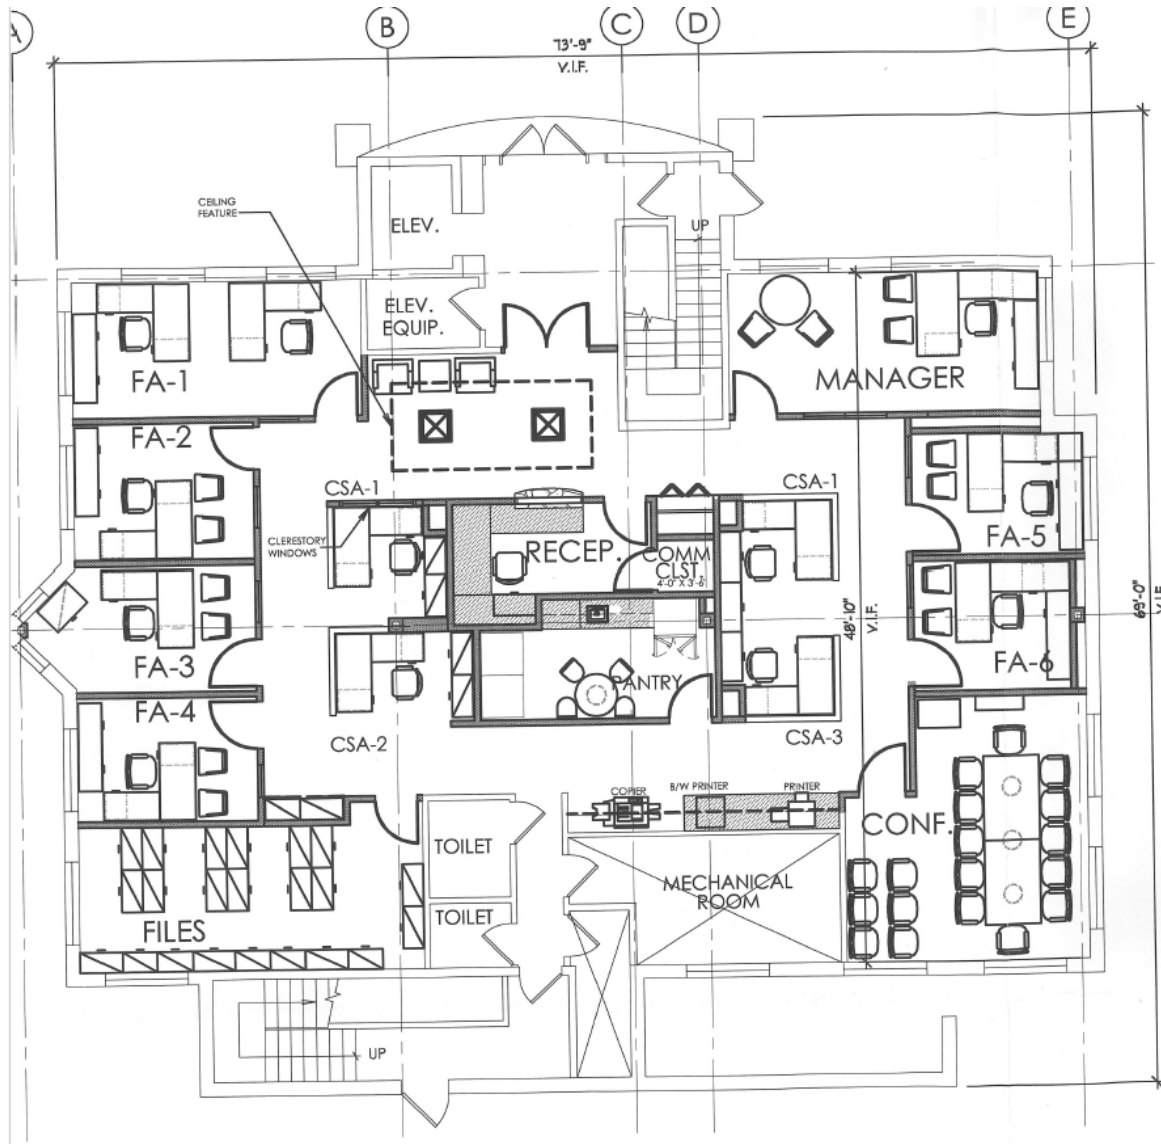 A
B
C
D
E
73'-9"
V.I.F.
CEILING
FEATURE
ELEV.
UP
ELEV.
EQUIP.
FA-1
MANAGER
FA-2
CSA-1
CSA-1
CLERESTORY
WINDOWS
RECEP.
COMM
CLST.
4'-0" X 3'-6"
FA-5
48'-10"
V.I.F.
69'-0"
V.I.F.
FA-3
PANTRY
FA-6
FA-4
CSA-2
CSA-3
COPIER
B/W PRINTER
PRINTER
TOILET
CONF.
MECHANICAL
ROOM
TOILET
FILES
UP